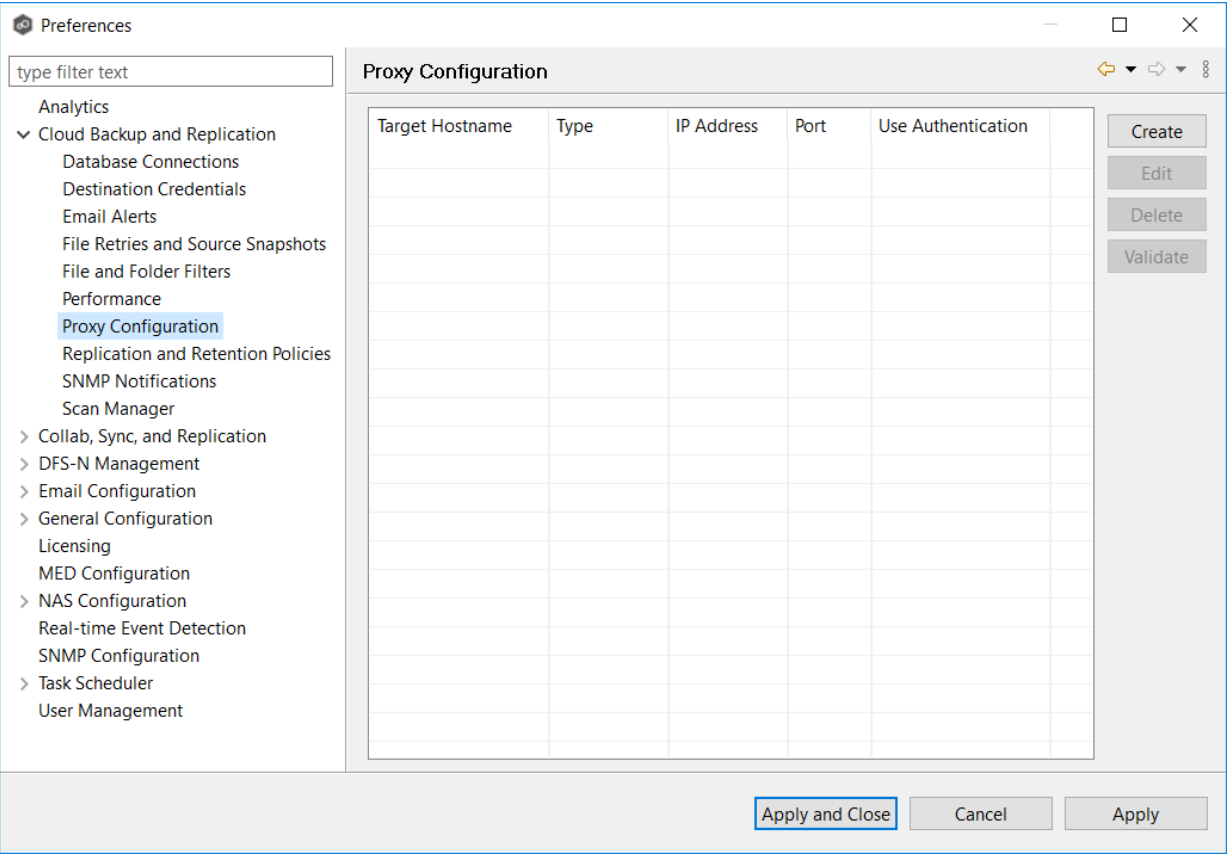 Preferences
type filter text
Analytics
Cloud Backup and Replication
Database Connections
Destination Credentials
Email Alerts
File Retries and Source Snapshots
File and Folder Filters
Performance
Proxy Configuration
Replication and Retention Policies
SNMP Notifications
Scan Manager
Collab, Sync, and Replication
DFS-N Management
Email Configuration
General Configuration
Licensing
MED Configuration
NAS Configuration
Real-time Event Detection
SNMP Configuration
Task Scheduler
User Management
Proxy Configuration
Target Hostname Type IP Address Port Use Authentication
Create
Edit
Delete
Validate
Apply and Close Cancel Apply